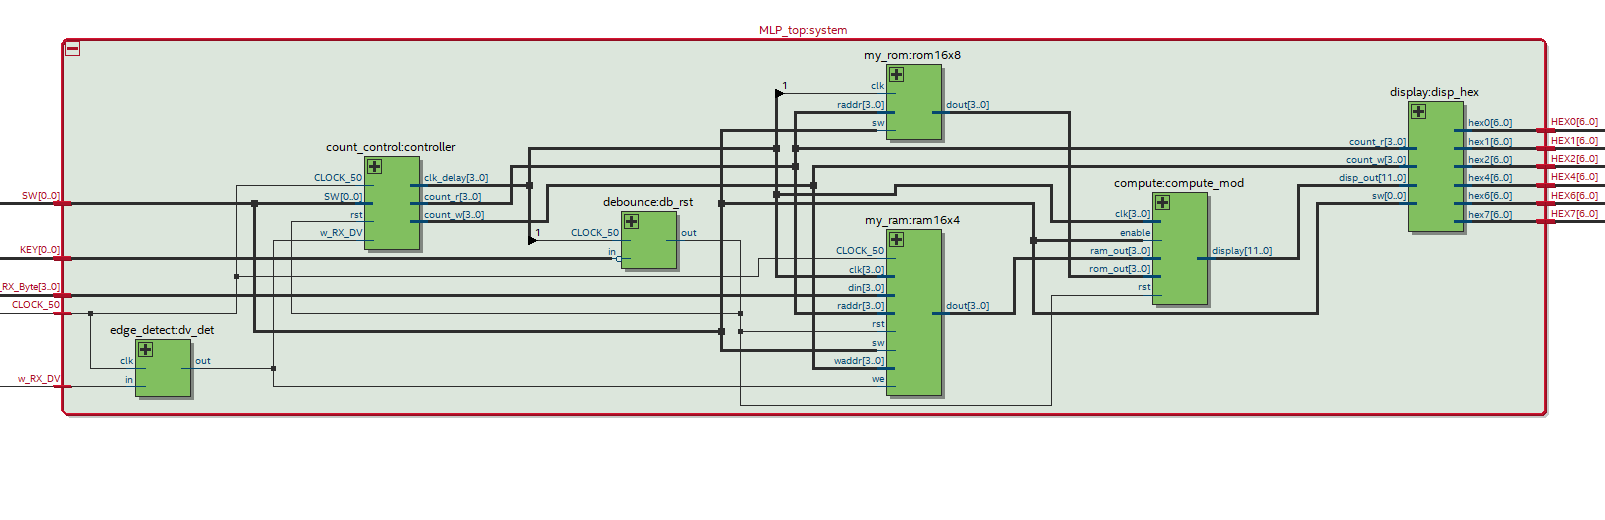 MLP_top:system
my_rom:rom16x8
clk
raddr[3..0]
sw
dout[3..0]
1
display:disp_hex
count_r[3..0]
count_w[3..0]
disp_out[11..0]
sw[0..0]
hex0[6..0]
hex1[6..0]
hex2[6..0]
hex4[6..0]
hex6[6..0]
hex7[6..0]
HEX0[6..0]
HEX1[6..0]
HEX2[6..0]
HEX4[6..0]
HEX6[6..0]
HEX7[6..0]
count_control:controller
CLOCK_50
SW[0..0]
rst
w_RX_DV
clk_delay[3..0]
count_r[3..0]
count_w[3..0]
SW[0..0]
KEY[0..0]
_RX_Byte[3..0]
CLOCK_50
w_RX_DV
debounce:db_rst
1
CLOCK_50
in
out
compute:compute_mod
clk[3..0]
enable
ram_out[3..0]
rom_out[3..0]
rst
display[11..0]
my_ram:ram16x4
CLOCK_50
clk[3..0]
din[3..0]
raddr[3..0]
rst
sw
waddr[3..0]
we
dout[3..0]
edge_detect:dv_det
clk
in
out